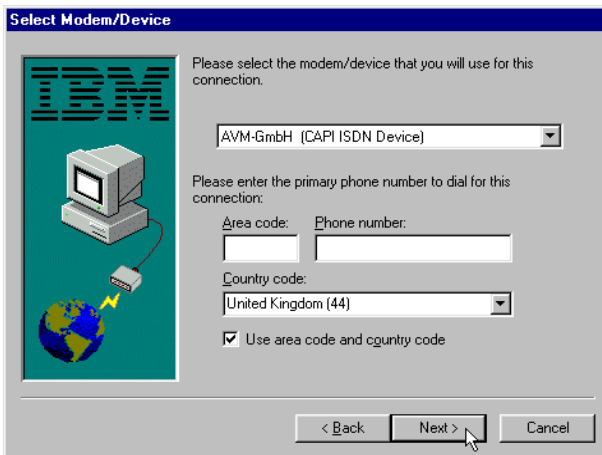 Select Modem/Device
IBM
Please select the modem/device that you will use for this
connection.
AVM-GmbH (CAPI ISDN Device)
Please enter the primary phone number to dial for this
connection:
Area code: Phone number:
Country code:
United Kingdom (44)
Use area code and country code
< Back Next > Cancel